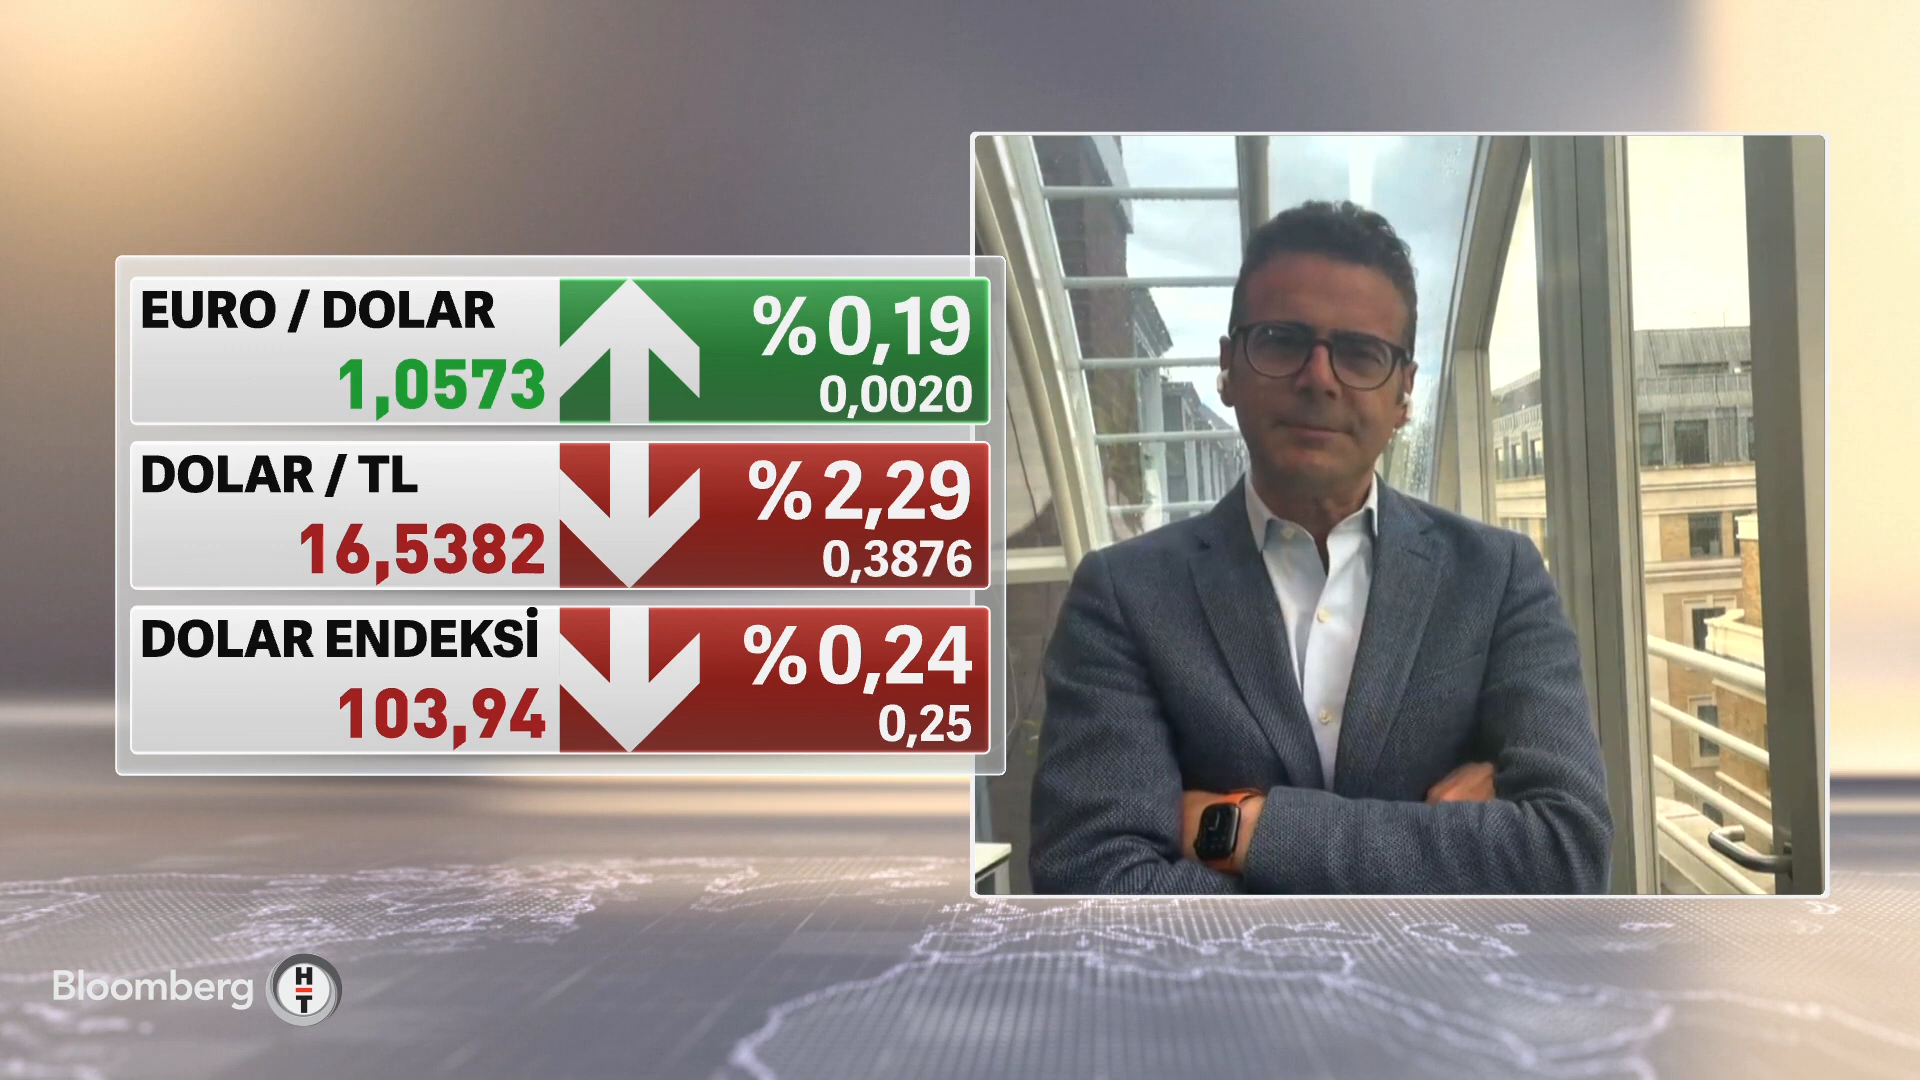 EURO / DOLAR
1,0573
%0,19
0,0020
DOLAR / TL
16,5382
%2,29
0,3876
DOLAR ENDEKSİ
103,94
%0,24
0,25
Bloomberg HT